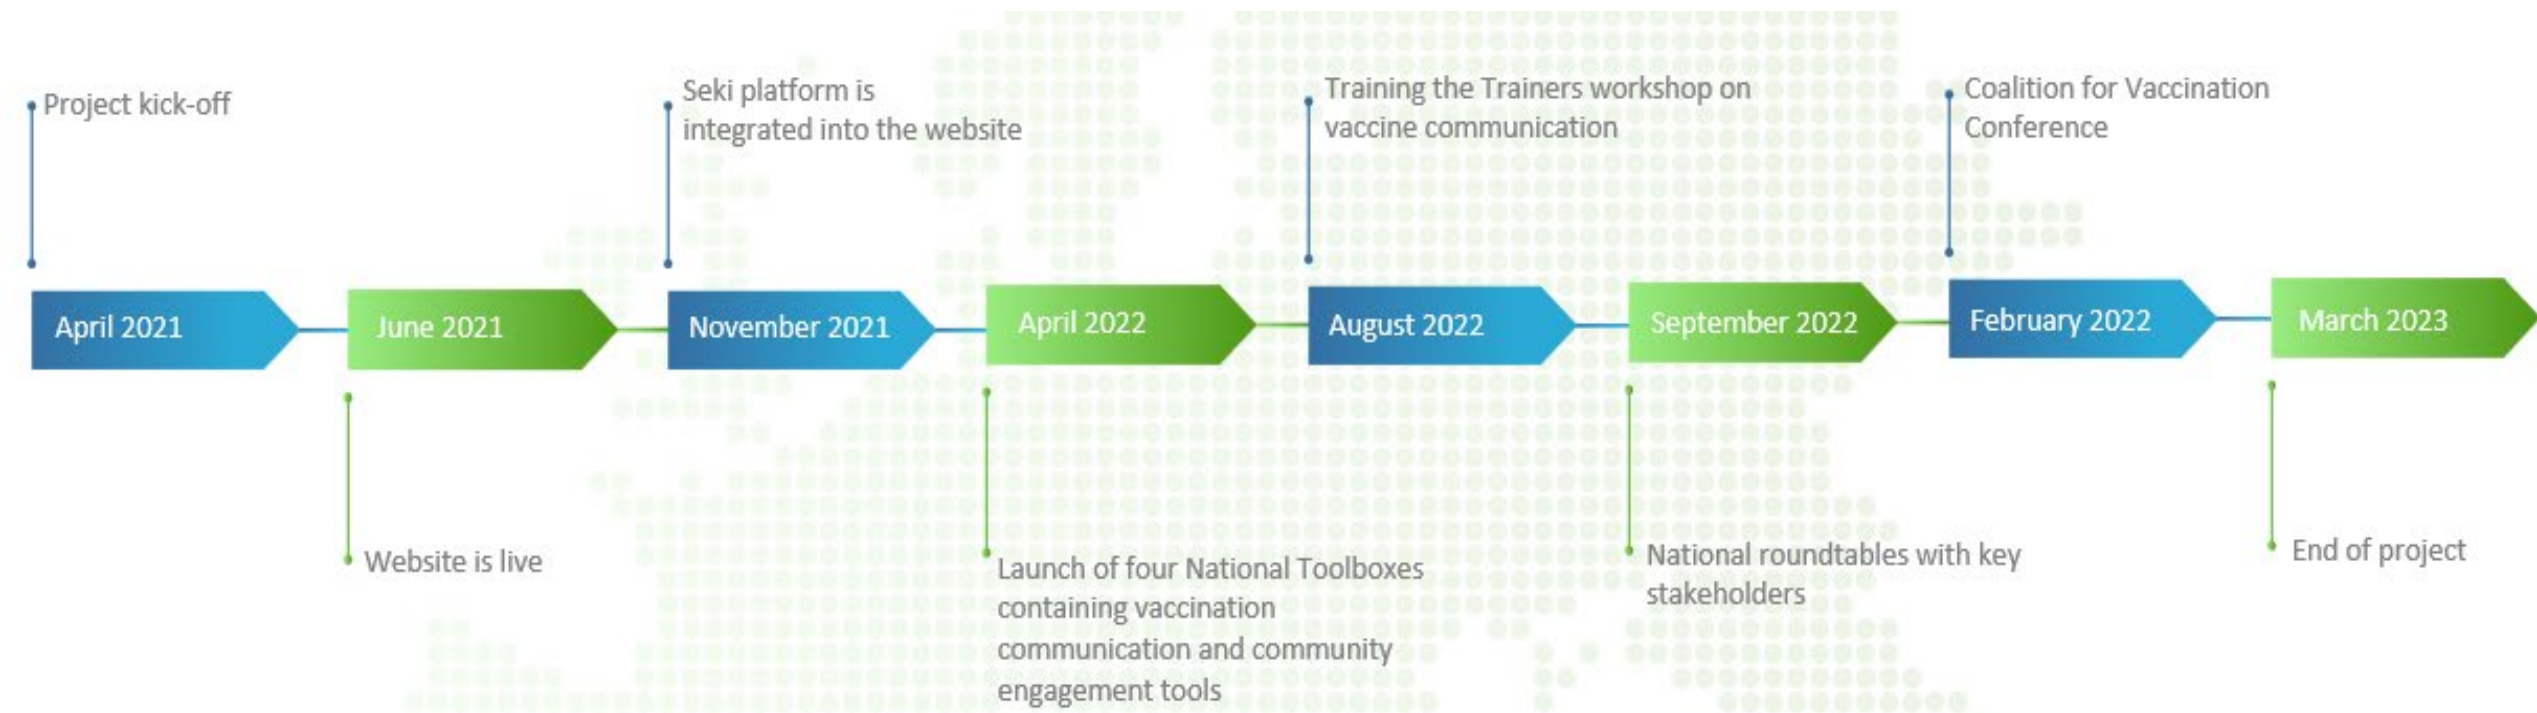 Project kick-off
Seki platform is
integrated into the website
Training the Trainers workshop on
vaccine communication
Coalition for Vaccination
Conference
April 2021
June 2021
November 2021
April 2022
August 2022
September 2022
February 2022
March 2023
Website is live
Launch of four National Toolboxes
containing vaccination
communication and community
engagement tools
National roundtables with key
stakeholders
End of project